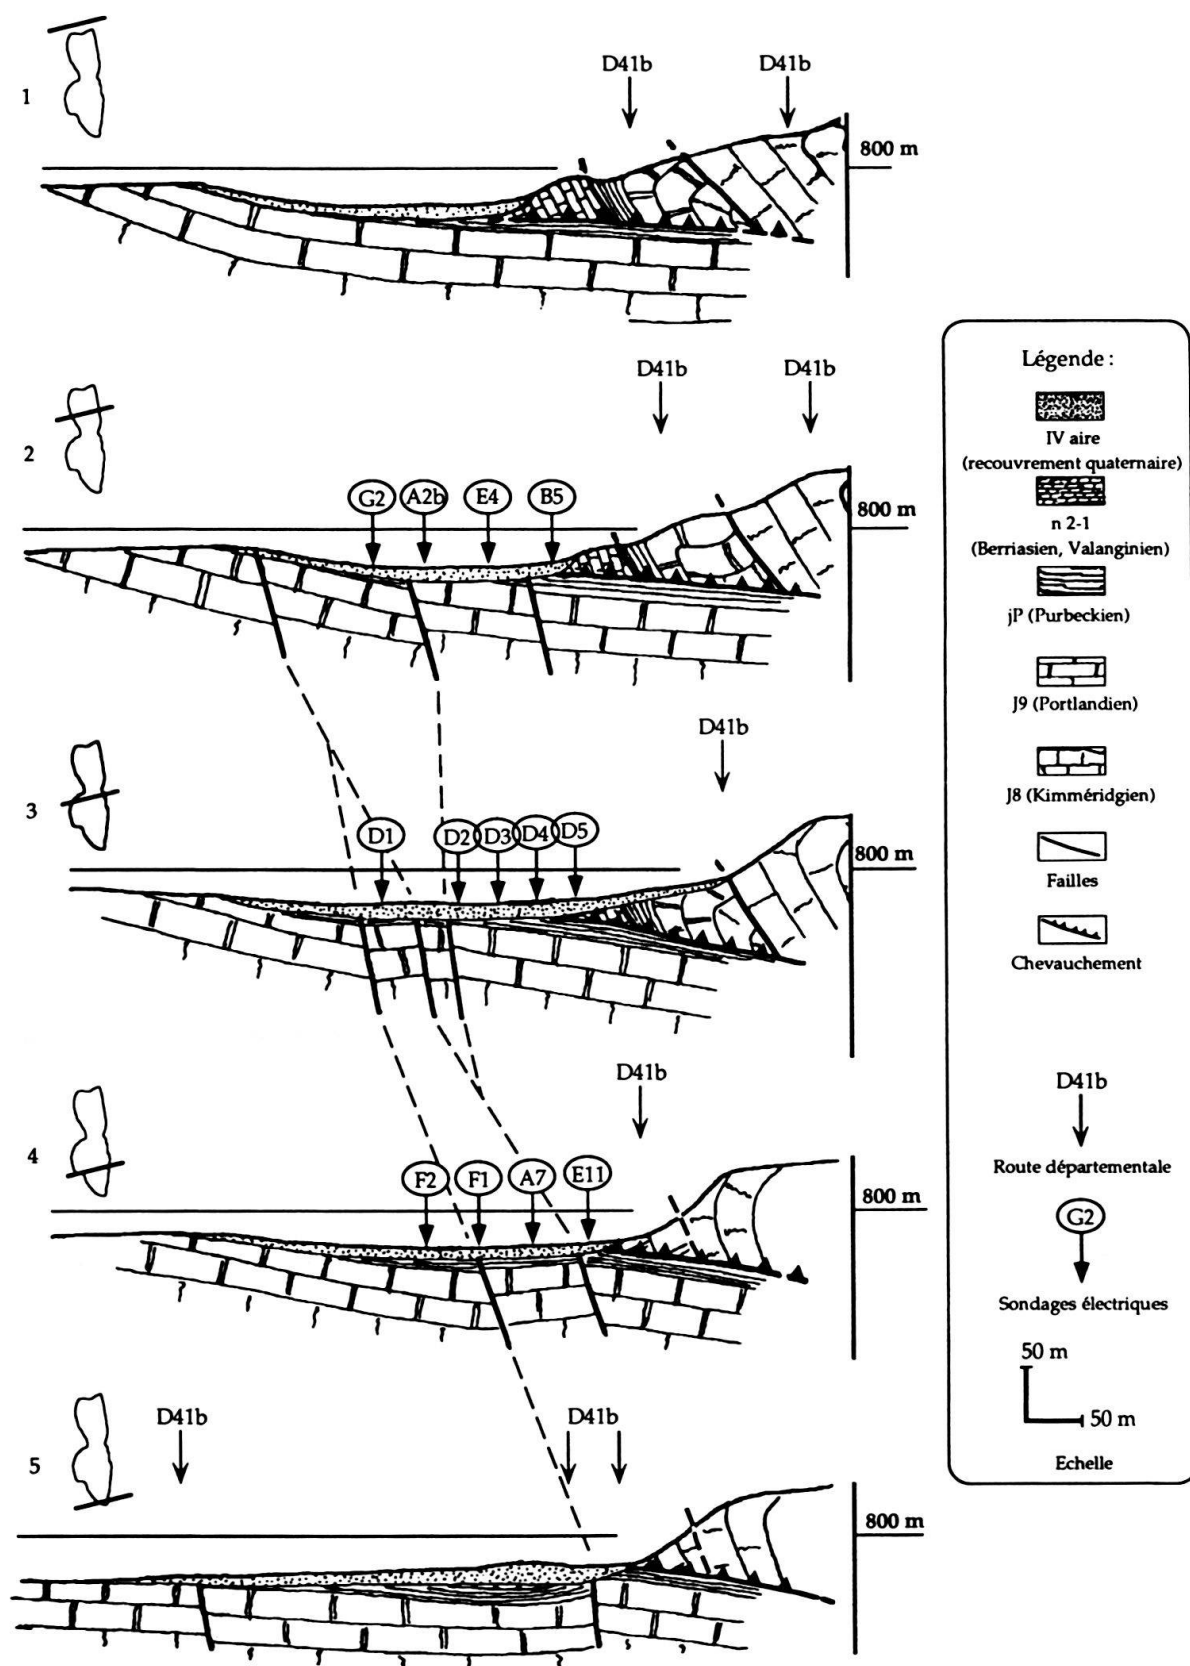 1
D41b D41b
800 m
2
D41b D41b
G2 A2b E4 B5
800 m
3
D41b
D1 D2 D3 D4 D5
800 m
4
D41b
F2 F1 A7 E11
800 m
5
D41b D41b
800 m
Légende :
IV aire
(recouvrement quaternaire)
n 2-1
(Berriasien, Valanginien)
jP (Purbeckien)
J9 (Portlandien)
J8 (Kimméridgien)
Failles
Chevauchement
D41b
Route départementale
G2
Sondages électriques
50 m
50 m
Echelle